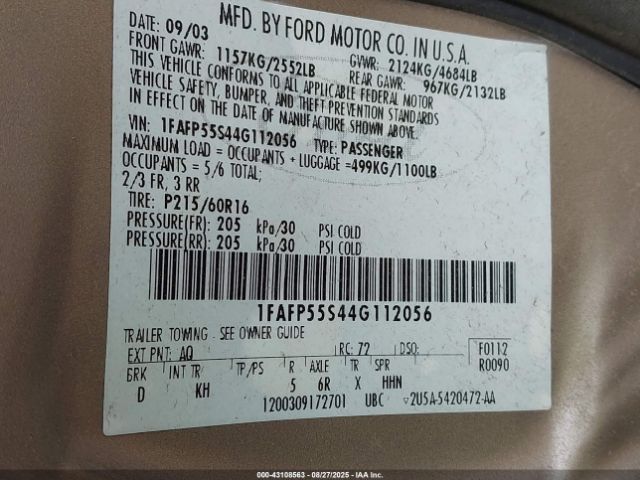 MFD. BY FORD MOTOR CO. IN U.S.A.
DATE: 09/03
FRONT GAWR: 1157KG/2552LB
GVWR: 2124KG/4684LB
REAR GAWR: 967KG/2132LB
THIS VEHICLE CONFORMS TO ALL APPLICABLE FEDERAL MOTOR
VEHICLE SAFETY, BUMPER, AND THEFT PREVENTION STANDARDS
IN EFFECT ON THE DATE OF MANUFACTURE SHOWN ABOVE.
VIN: 1FAFP55S44G112056 TYPE: PASSENGER
MAXIMUM LOAD = OCCUPANTS + LUGGAGE =499KG/1100LB
OCCUPANTS = 5/6 TOTAL;
2/3 FR, 3 RR
TIRE: P215/60R16
PRESSURE(FR): 205 kPa/30 PSI COLD
PRESSURE(RR): 205 kPa/30 PSI COLD
1FAFP55S44G112056
TRAILER TOWING - SEE OWNER GUIDE
EXT PNT: AQ RC: 72 DSO: F0112
BRK INT TR TP/PS R AXLE TR SPR R0090
D KH 5 6R X HHN
1200309172701 UBC ▽2U5A-5420472-AA
000-43108563 - 08/27/2025 - IAA Inc.